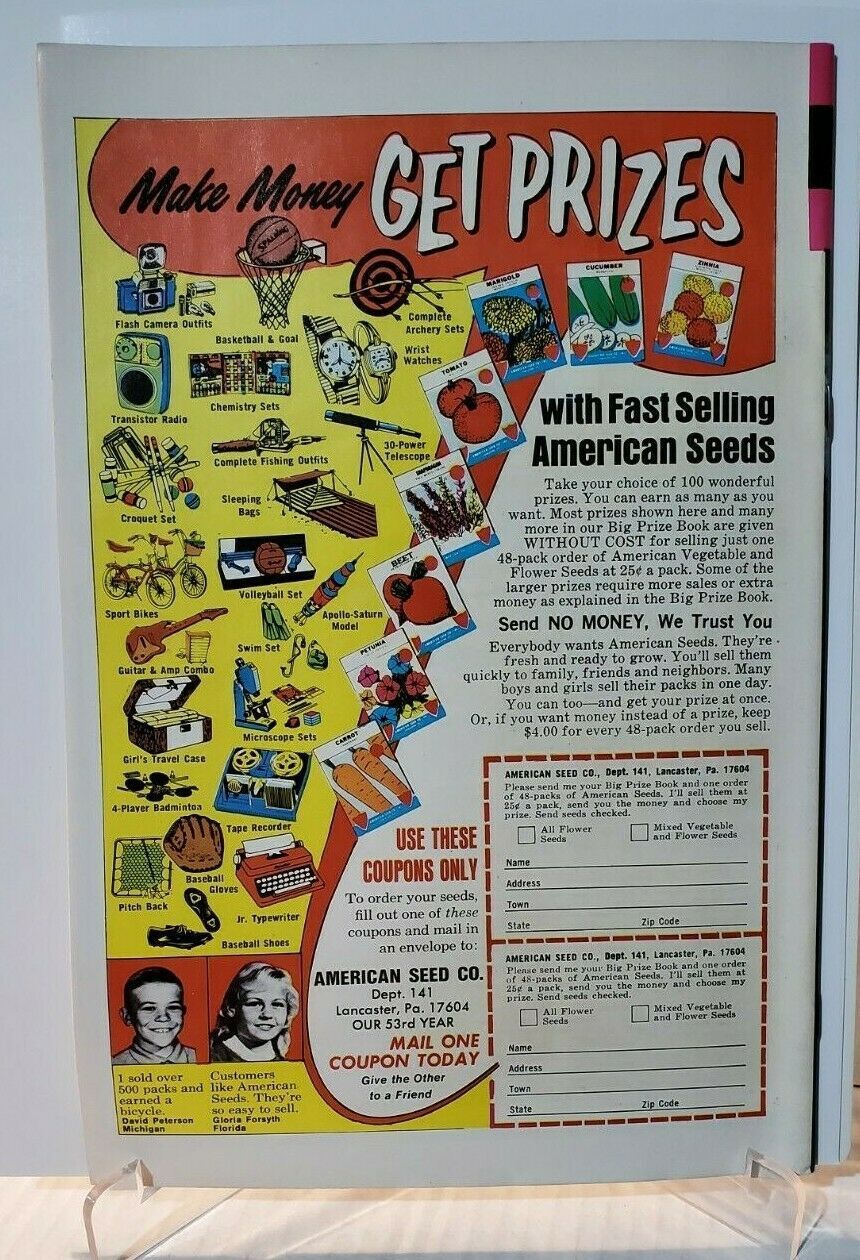 Make Money GET PRIZES
SPALDING
Flash Camera Outfits
Basketball & Goal
Complete
Archery Sets
Wrist
Watches
Transistor Radio
Chemistry Sets
30-Power
Telescope
Complete Fishing Outfits
Croquet Set
Sleeping
Bags
Sport Bikes
Volleyball Set
Apollo-Saturn
Model
Guitar & Amp Combo
Swim Set
Girl's Travel Case
Microscope Sets
4-Player Badminton
Tape Recorder
Pitch Back
Baseball
Gloves
Jr. Typewriter
Baseball Shoes
MARIGOLD
CUCUMBER
ZINNIA
TOMATO
BEET
PETUNIA
CARROT
with Fast Selling
American Seeds
Take your choice of 100 wonderful
prizes. You can earn as many as you
want. Most prizes shown here and many
more in our Big Prize Book are given
WITHOUT COST for selling just one
48-pack order of American Vegetable and
Flower Seeds at 25¢ a pack. Some of the
larger prizes require more sales or extra
money as explained in the Big Prize Book.
Send NO MONEY, We Trust You
Everybody wants American Seeds. They're
fresh and ready to grow. You'll sell them
quickly to family, friends and neighbors. Many
boys and girls sell their packs in one day.
You can too—and get your prize at once.
Or, if you want money instead of a prize, keep
$4.00 for every 48-pack order you sell.
USE THESE
COUPONS ONLY
To order your seeds,
fill out one of these
coupons and mail in
an envelope to:
AMERICAN SEED CO.
Dept. 141
Lancaster, Pa. 17604
OUR 53rd YEAR
MAIL ONE
COUPON TODAY
Give the Other
to a Friend
AMERICAN SEED CO., Dept. 141, Lancaster, Pa. 17604
Please send me your Big Prize Book and one order
of 48-packs of American Seeds. I'll sell them at
25¢ a pack, send you the money and choose my
prize. Send seeds checked.
All Flower
Seeds
Mixed Vegetable
and Flower Seeds
Name
Address
Town
State Zip Code
AMERICAN SEED CO., Dept. 141, Lancaster, Pa. 17604
Please send me your Big Prize Book and one order
of 48-packs of American Seeds. I'll sell them at
25¢ a pack, send you the money and choose my
prize. Send seeds checked.
All Flower
Seeds
Mixed Vegetable
and Flower Seeds
Name
Address
Town
State Zip Code
I sold over
500 packs and
earned a
bicycle.
David Peterson
Michigan
Customers
like American
Seeds. They're
so easy to sell.
Gloria Forsyth
Florida